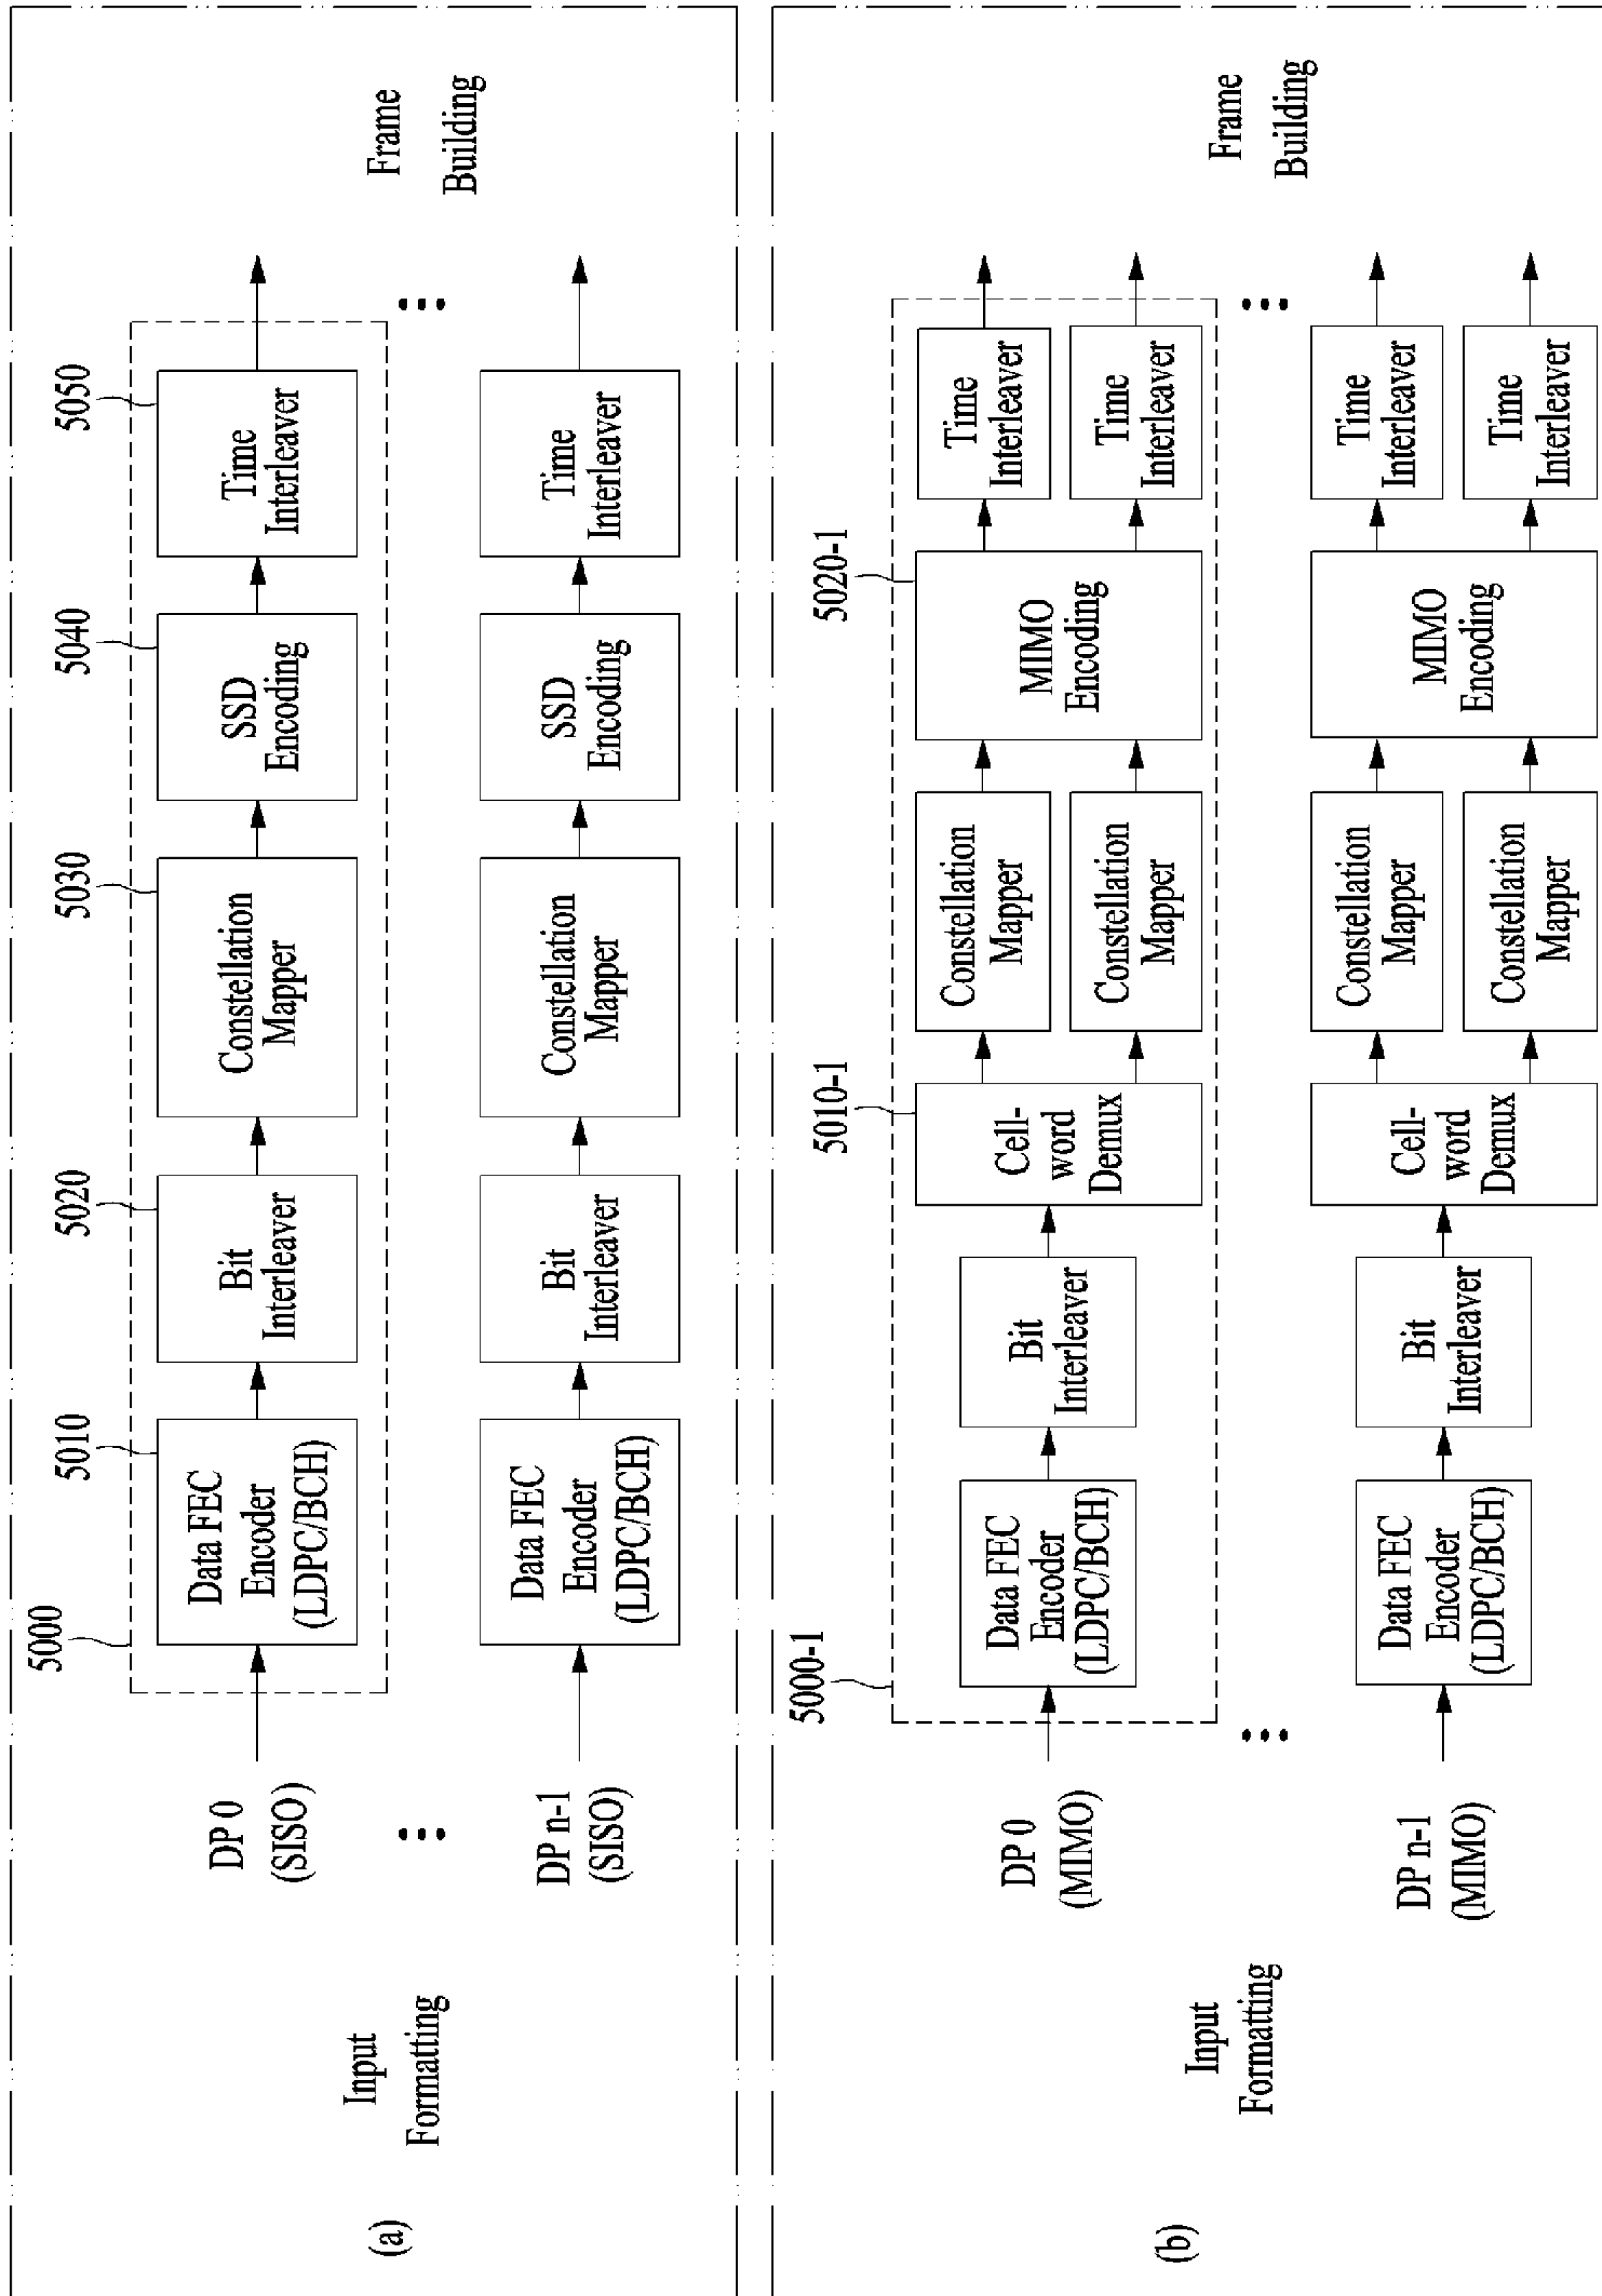 (a)
Input
Formatting
DP 0
(SISO)
5000
Data FEC
Encoder
(LDPC/BCH)
5010
Bit
Interleaver
5020
Constellation
Mapper
5030
SSD
Encoding
5040
Time
Interleaver
5050
DP n-1
(SISO)
Data FEC
Encoder
(LDPC/BCH)
Bit
Interleaver
Constellation
Mapper
SSD
Encoding
Time
Interleaver
Frame
Building
(b)
Input
Formatting
DP 0
(MIMO)
5000-1
Data FEC
Encoder
(LDPC/BCH)
Bit
Interleaver
5010-1
Cell-
word
Demux
Constellation
Mapper
Constellation
Mapper
5020-1
MIMO
Encoding
Time
Interleaver
Time
Interleaver
DP n-1
(MIMO)
Data FEC
Encoder
(LDPC/BCH)
Bit
Interleaver
Cell-
word
Demux
Constellation
Mapper
Constellation
Mapper
MIMO
Encoding
Time
Interleaver
Time
Interleaver
Frame
Building